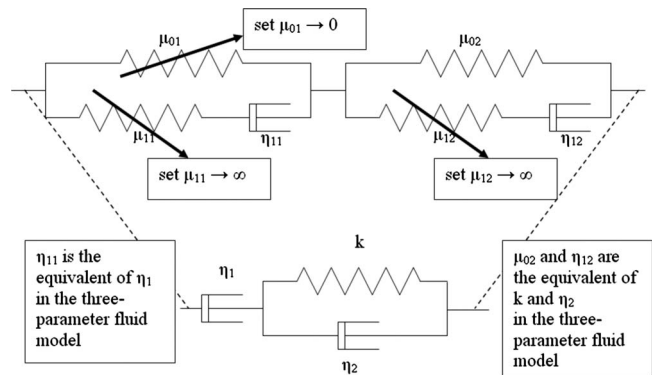 set μ₀₁ → 0
μ₀₁
μ₀₂
μ₁₁
η₁₁
μ₁₂
η₁₂
set μ₁₁ → ∞
set μ₁₂ → ∞
η₁₁ is the
equivalent of η₁
in the three-
parameter fluid
model
η₁
k
η₂
μ₀₂ and η₁₂ are
the equivalent of
k and η₂
in the three-
parameter fluid
model